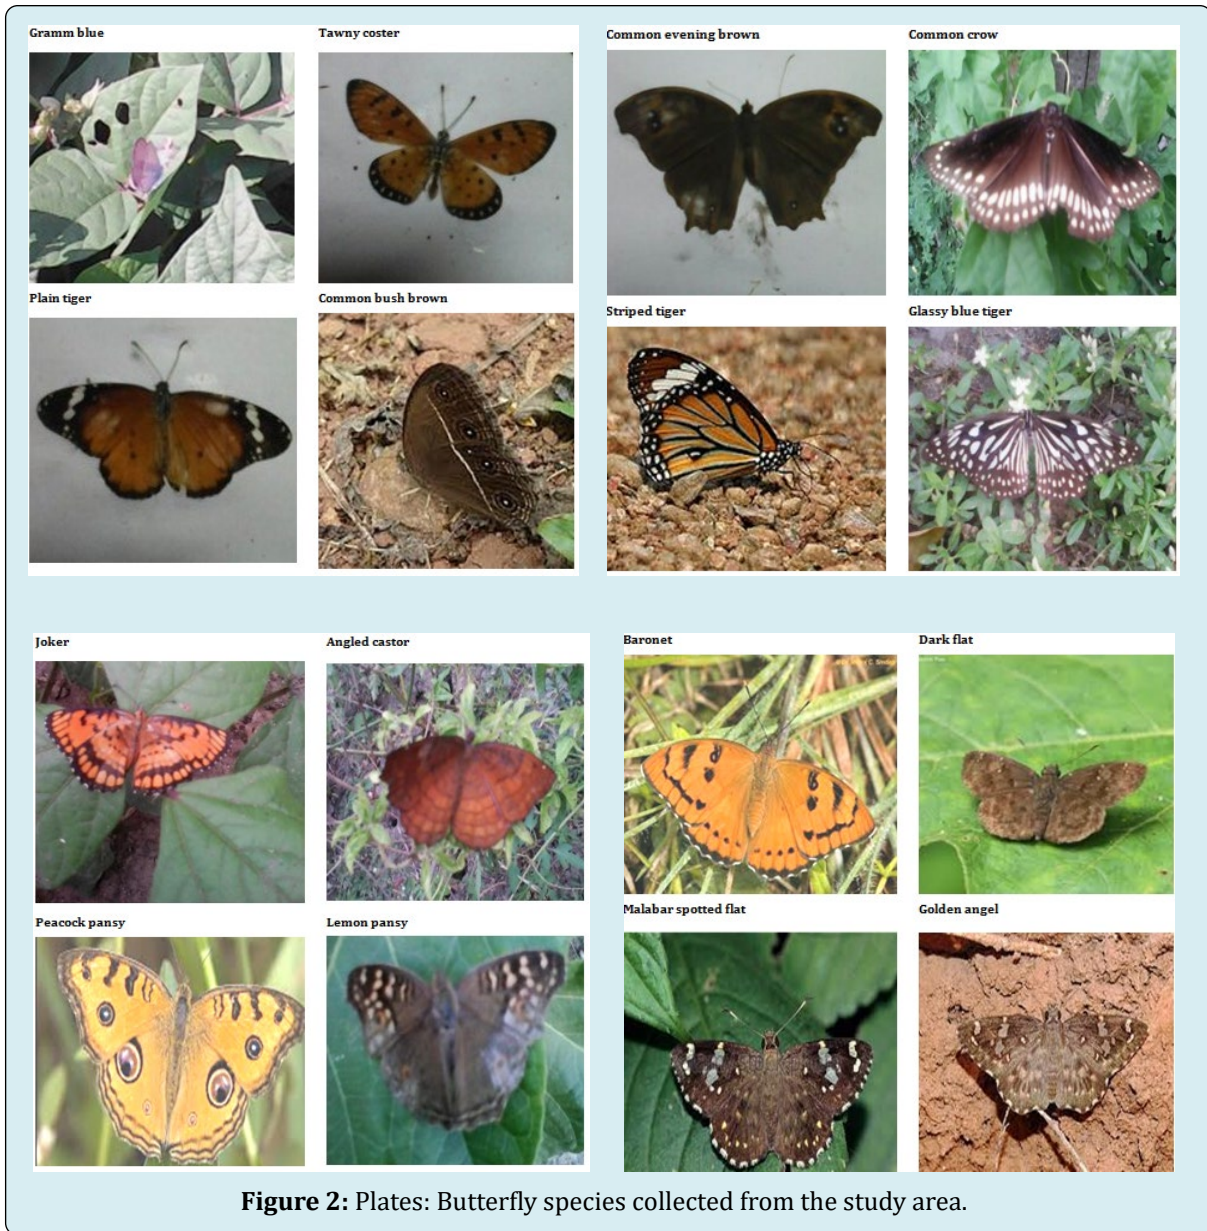 Gramm blue
Tawny coster
Common evening brown
Common crow
Plain tiger
Common bush brown
Striped tiger
Glassy blue tiger
Joker
Angled castor
Baronet
Dark flat
Peacock pansy
Lemon pansy
Malabar spotted flat
Golden angel
Figure 2: Plates: Butterfly species collected from the study area.